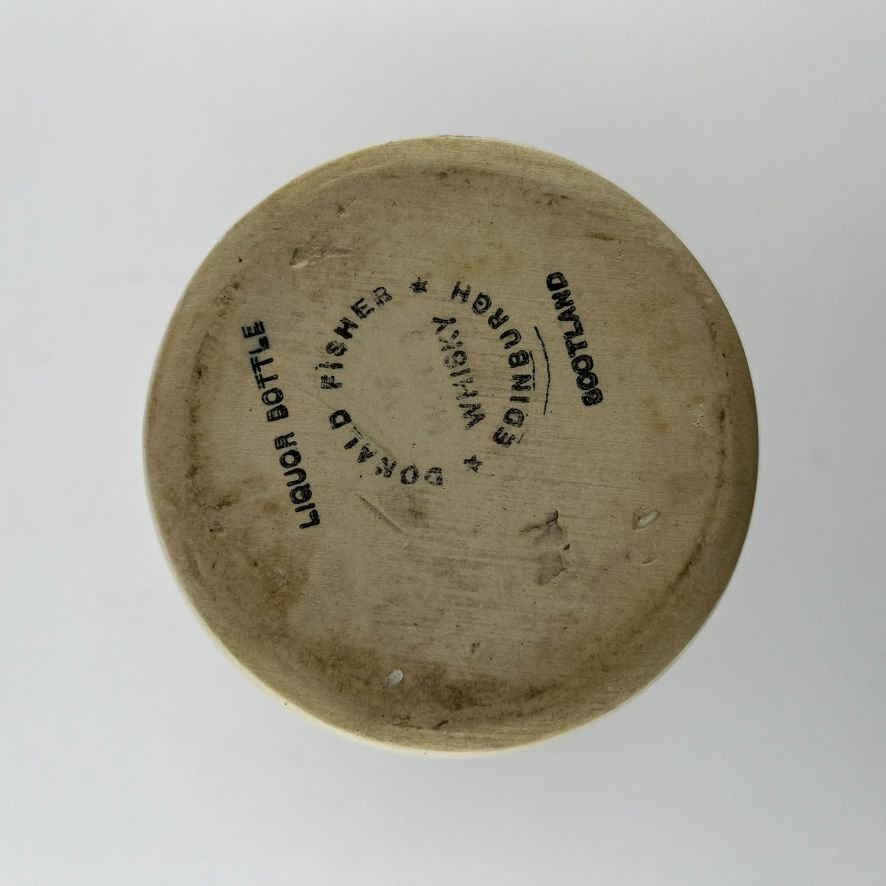 LIQUOR BOTTLE
DONALD FISHER ★
EDINBURGH ★
WHISKY
SCOTLAND